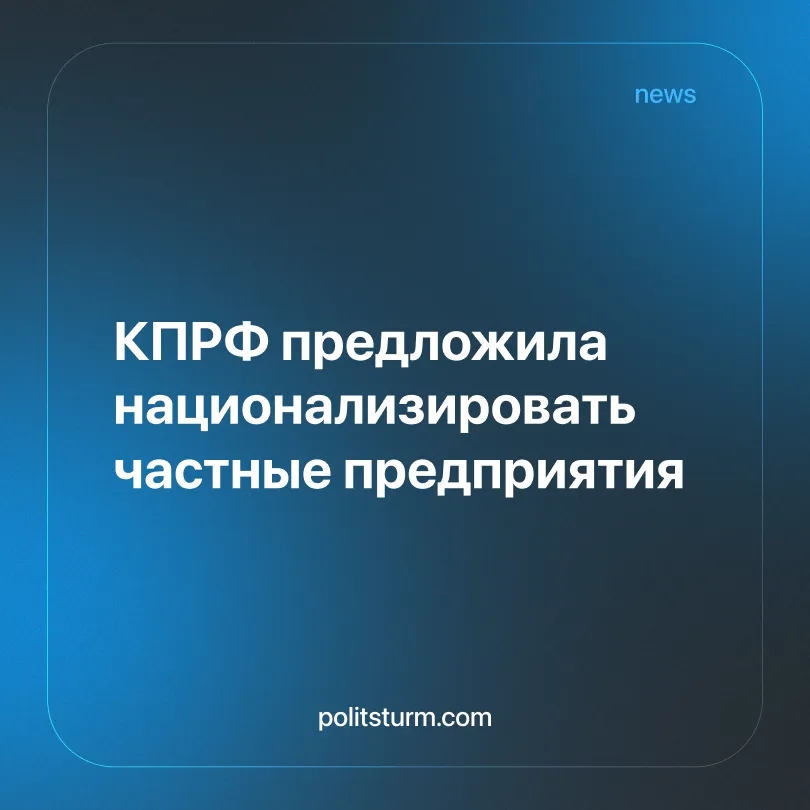 news
КПРФ предложила
национализировать
частные предприятия
politsturm.com